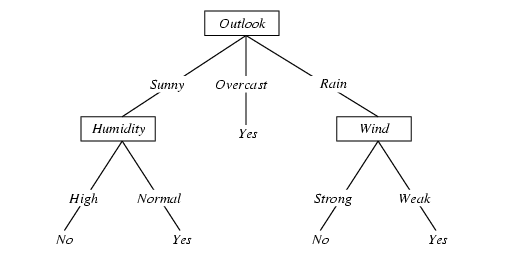 Outlook
Sunny Overcast Rain
Humidity Yes Wind
High Normal Strong Weak
No Yes No Yes